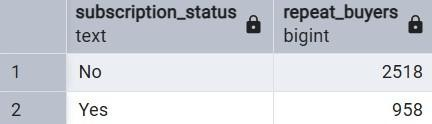 subscription_status repeat_buyers
text bigint
1 No 2518
2 Yes 958